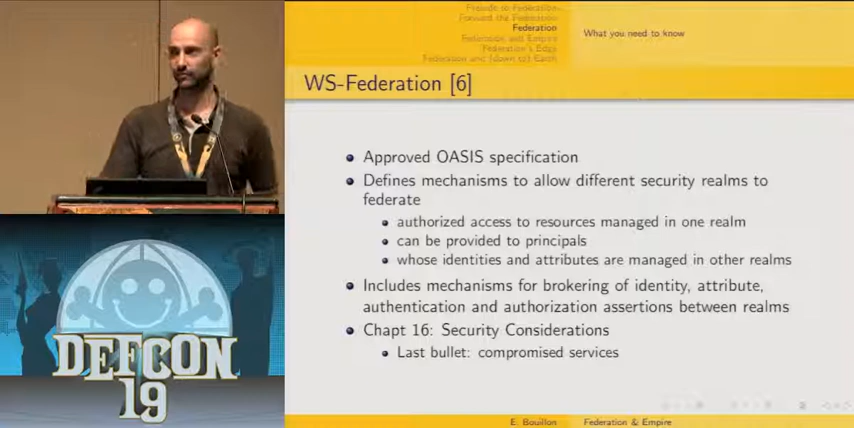 Prelude to Federation
Forward the Federation
Federation
Federation and Empire
Federation's Edge
Federation and (down to) Earth
What you need to know
WS-Federation [6]
Approved OASIS specification
Defines mechanisms to allow different security realms to
federate
authorized access to resources managed in one realm
can be provided to principals
whose identities and attributes are managed in other realms
Includes mechanisms for brokering of identity, attribute,
authentication and authorization assertions between realms
Chapt 16: Security Considerations
Last bullet: compromised services
E. Bouillon
Federation & Empire
DEFCON
19